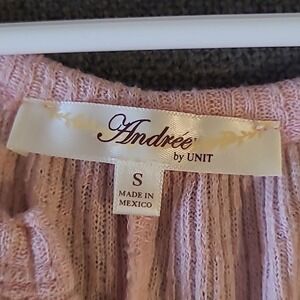 Andrée
by UNIT
S
MADE IN
MEXICO